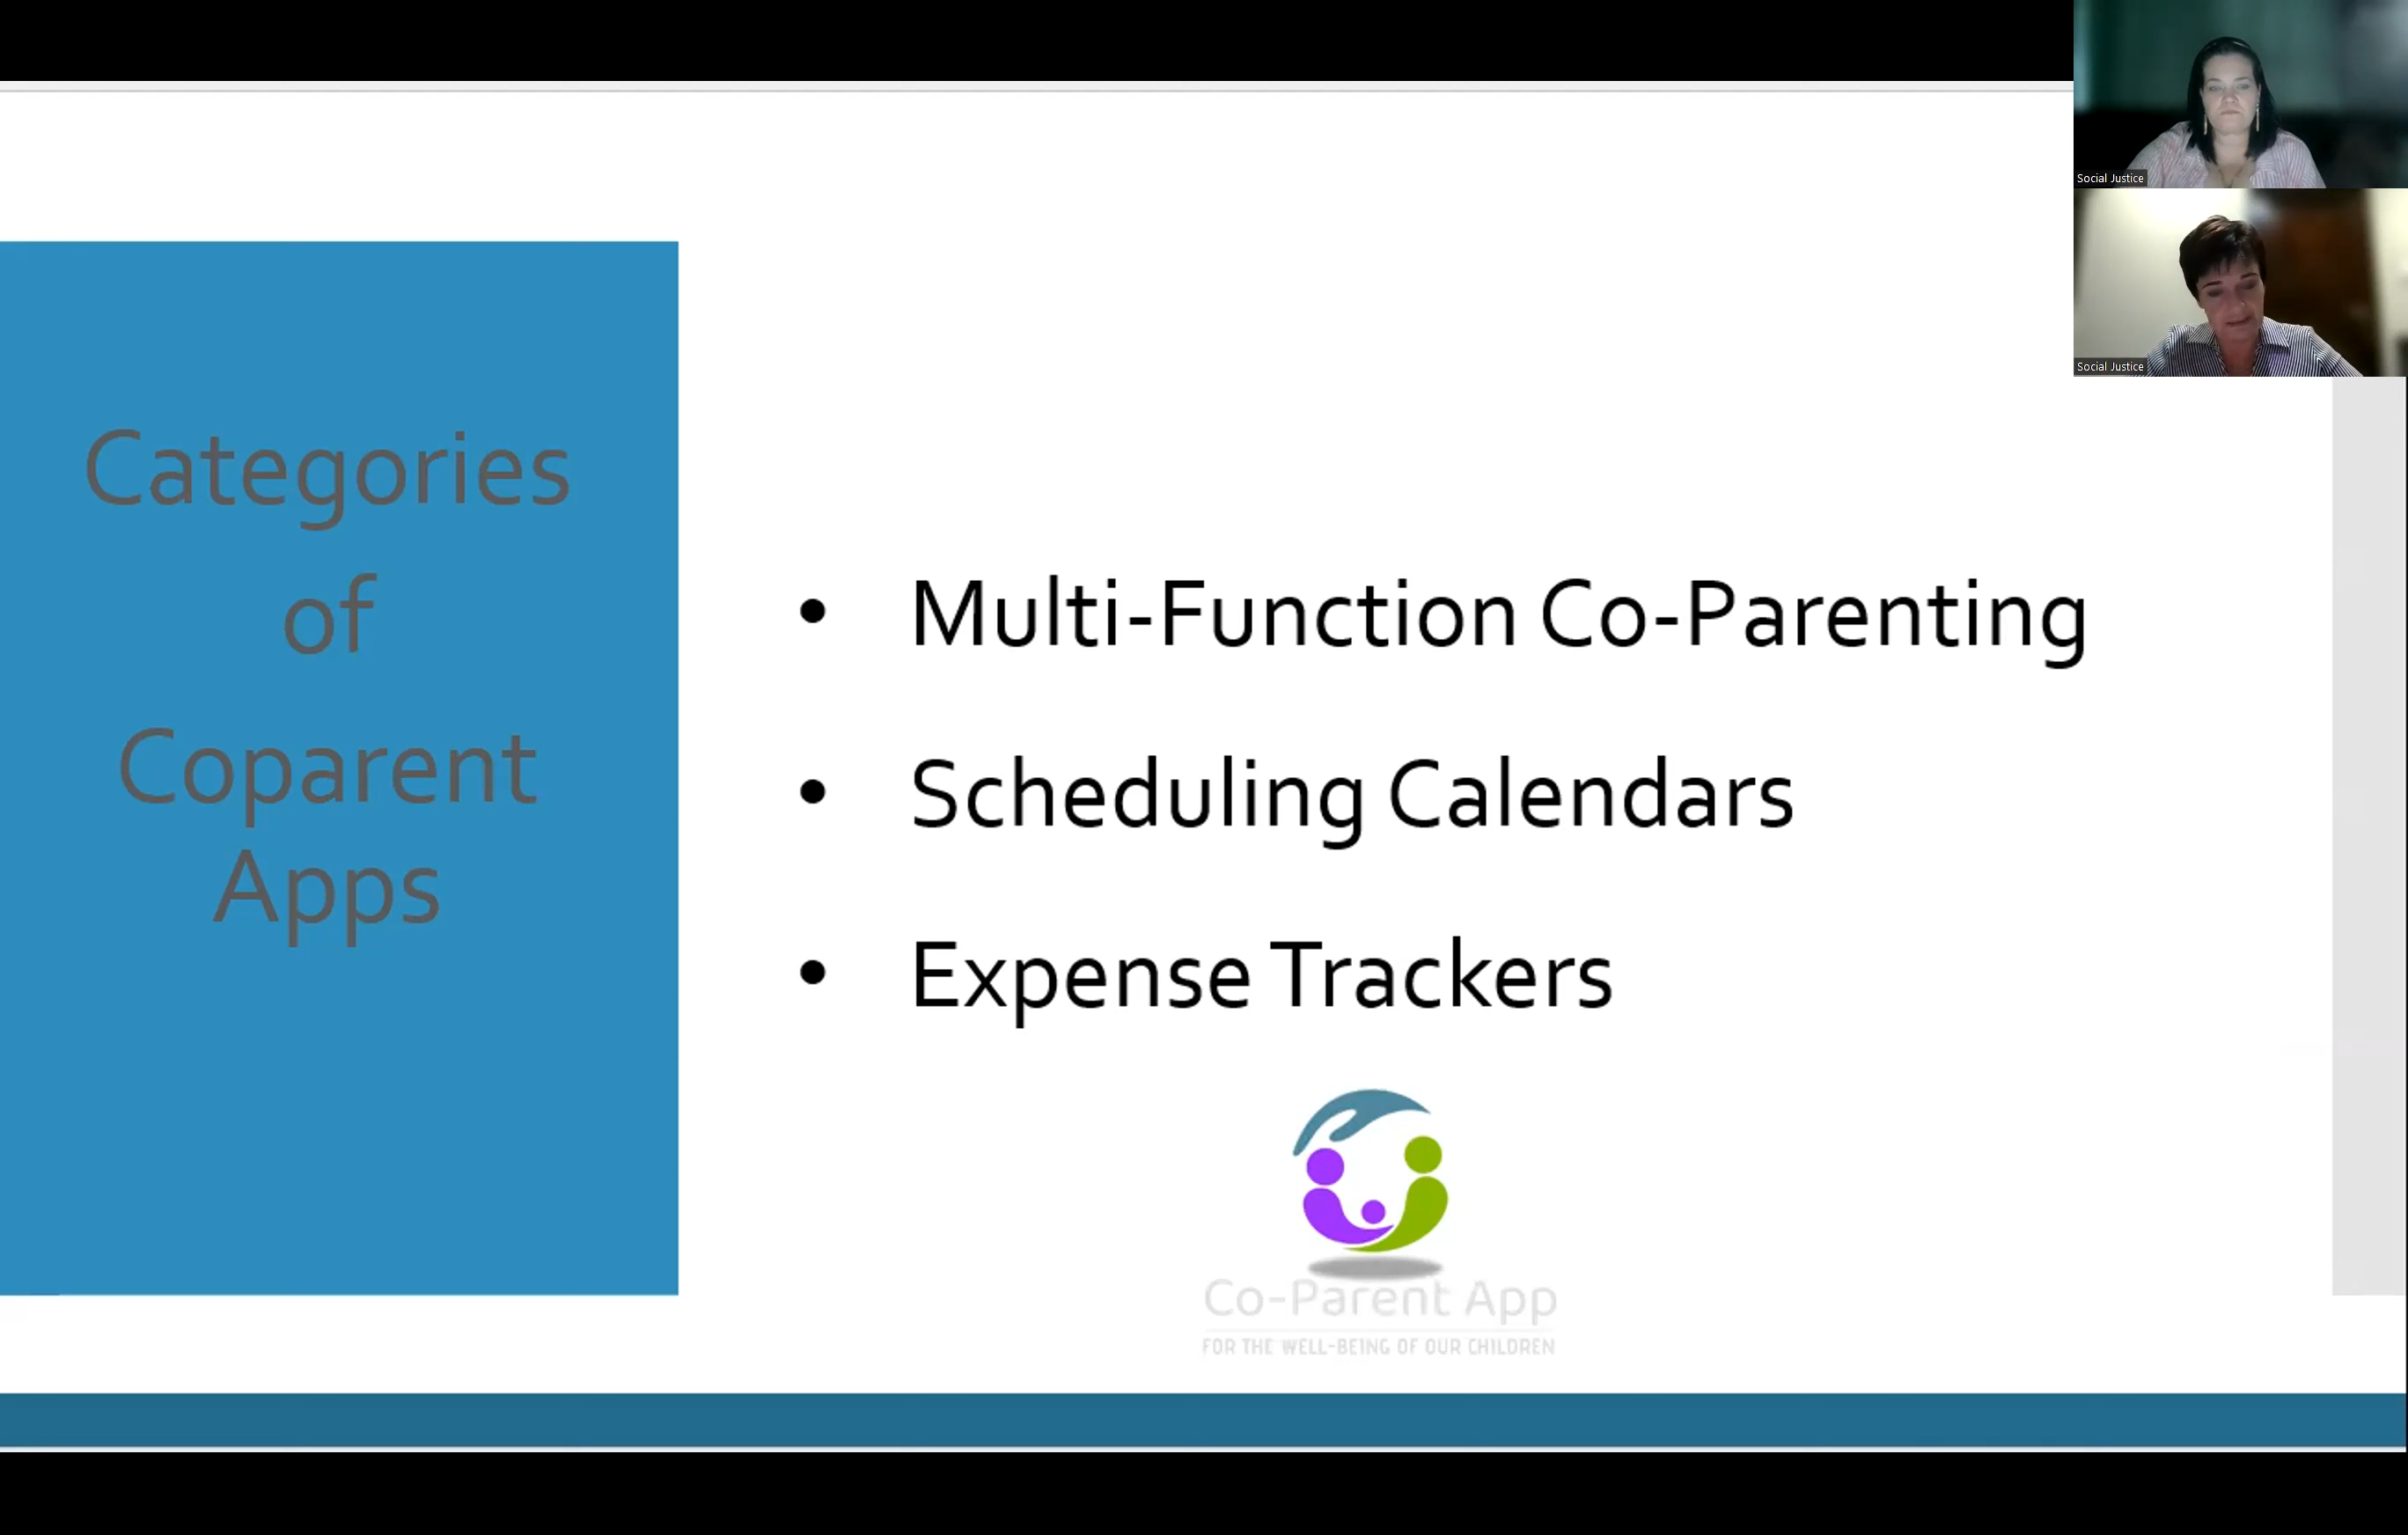 Social Justice
Social Justice
Categories
of
Coparent
Apps
• Multi-Function Co-Parenting
• Scheduling Calendars
• Expense Trackers
Co-Parent App
FOR THE WELL-BEING OF OUR CHILDREN